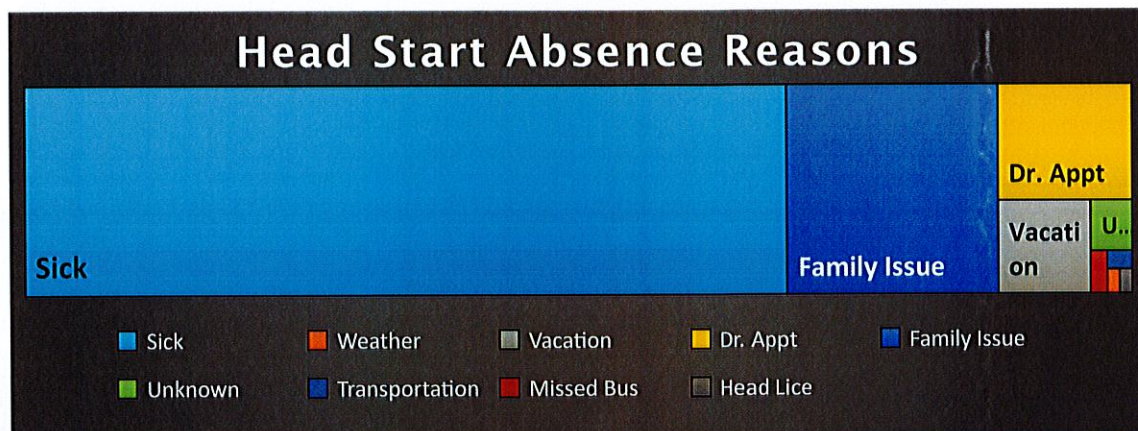 Head Start Absence Reasons
Sick
Family Issue
Dr. Appt
Vacati
on
U...
Sick
Weather
Vacation
Dr. Appt
Family Issue
Unknown
Transportation
Missed Bus
Head Lice